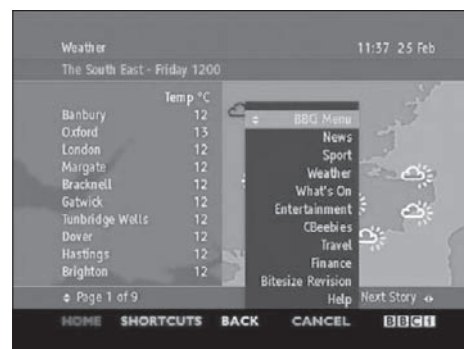 Weather 11:37 25 Feb
The South East - Friday 1200
Temp °C
Banbury 12
Oxford 13
London 12
Margate 12
Bracknell 12
Gatwick 12
Tunbridge Wells 12
Dover 12
Hastings 12
Brighton 12
BBC Menu
News
Sport
Weather
What's On
Entertainment
CBeebies
Travel
Finance
Bitesize Revision
Help
Page 1 of 9 Next Story
HOME SHORTCUTS BACK CANCEL BBCi